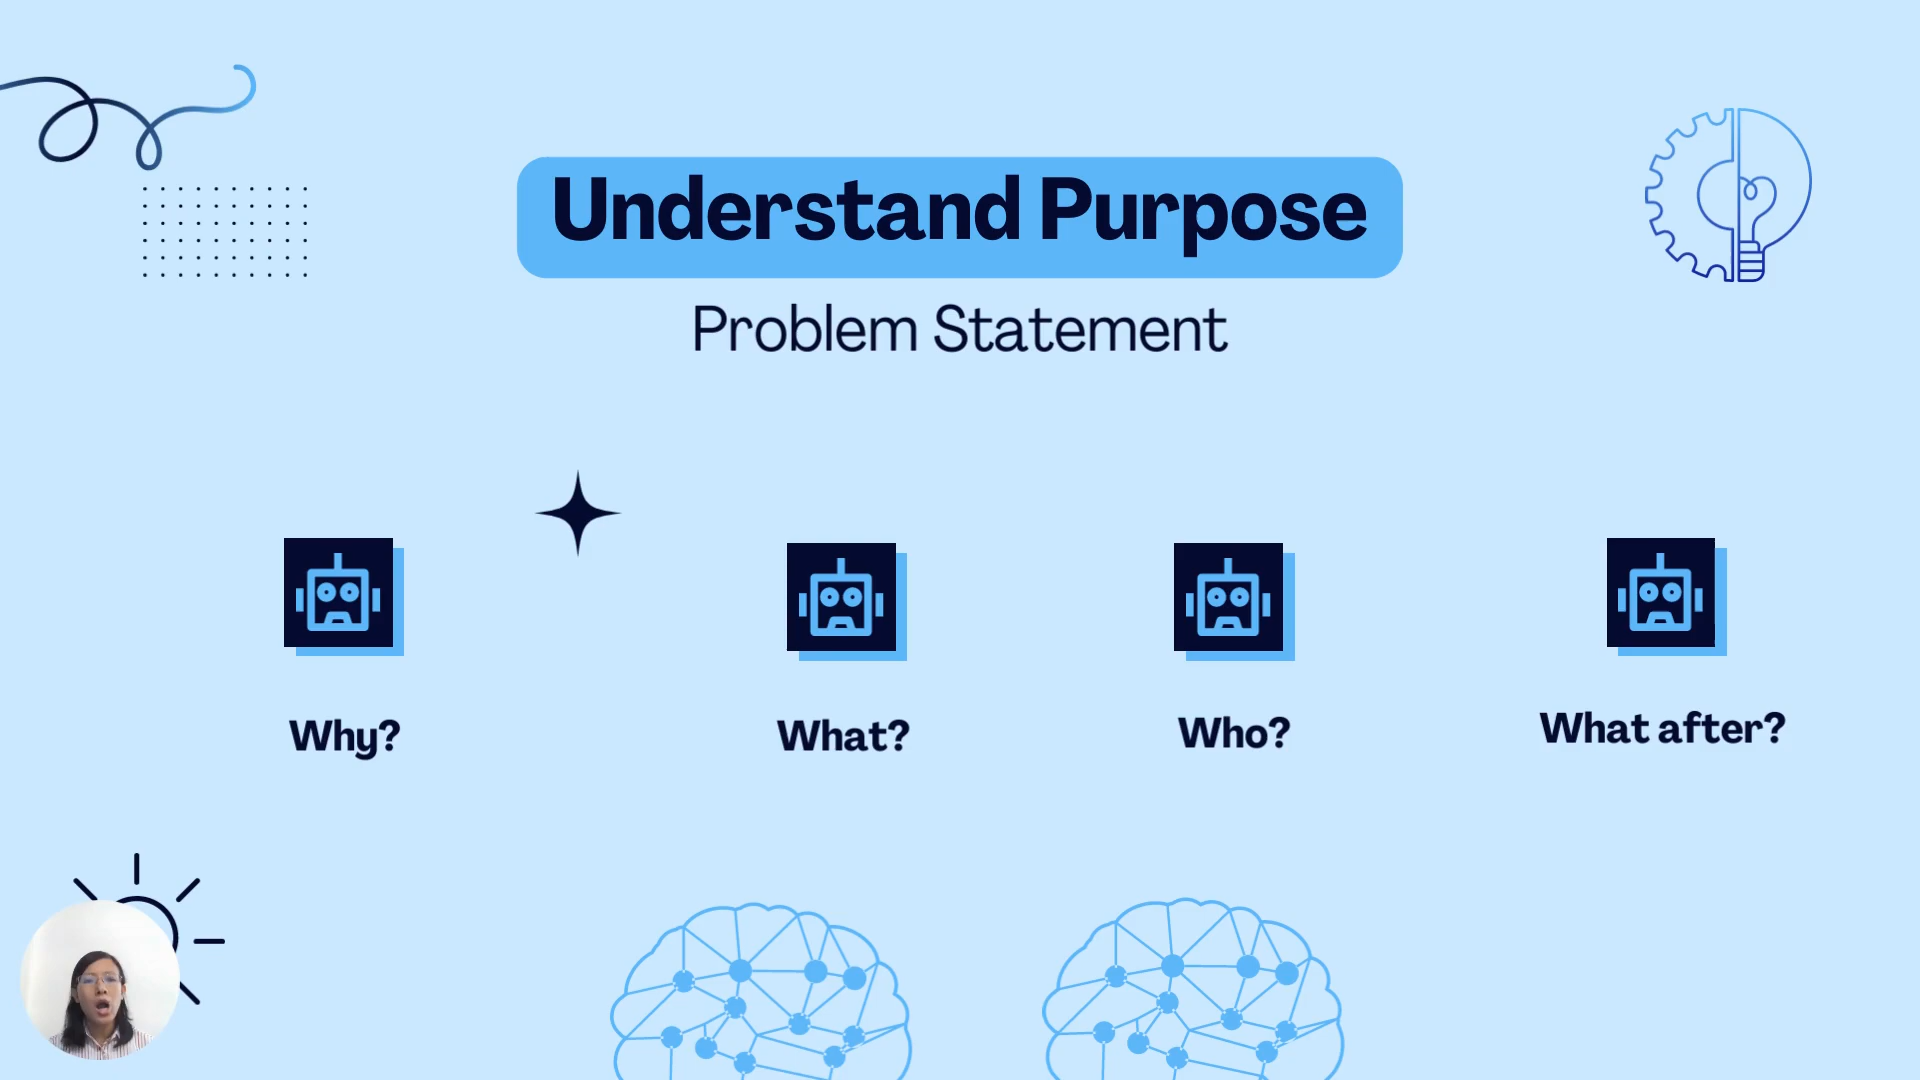 Understand Purpose
Problem Statement
Why?
What?
Who?
What after?